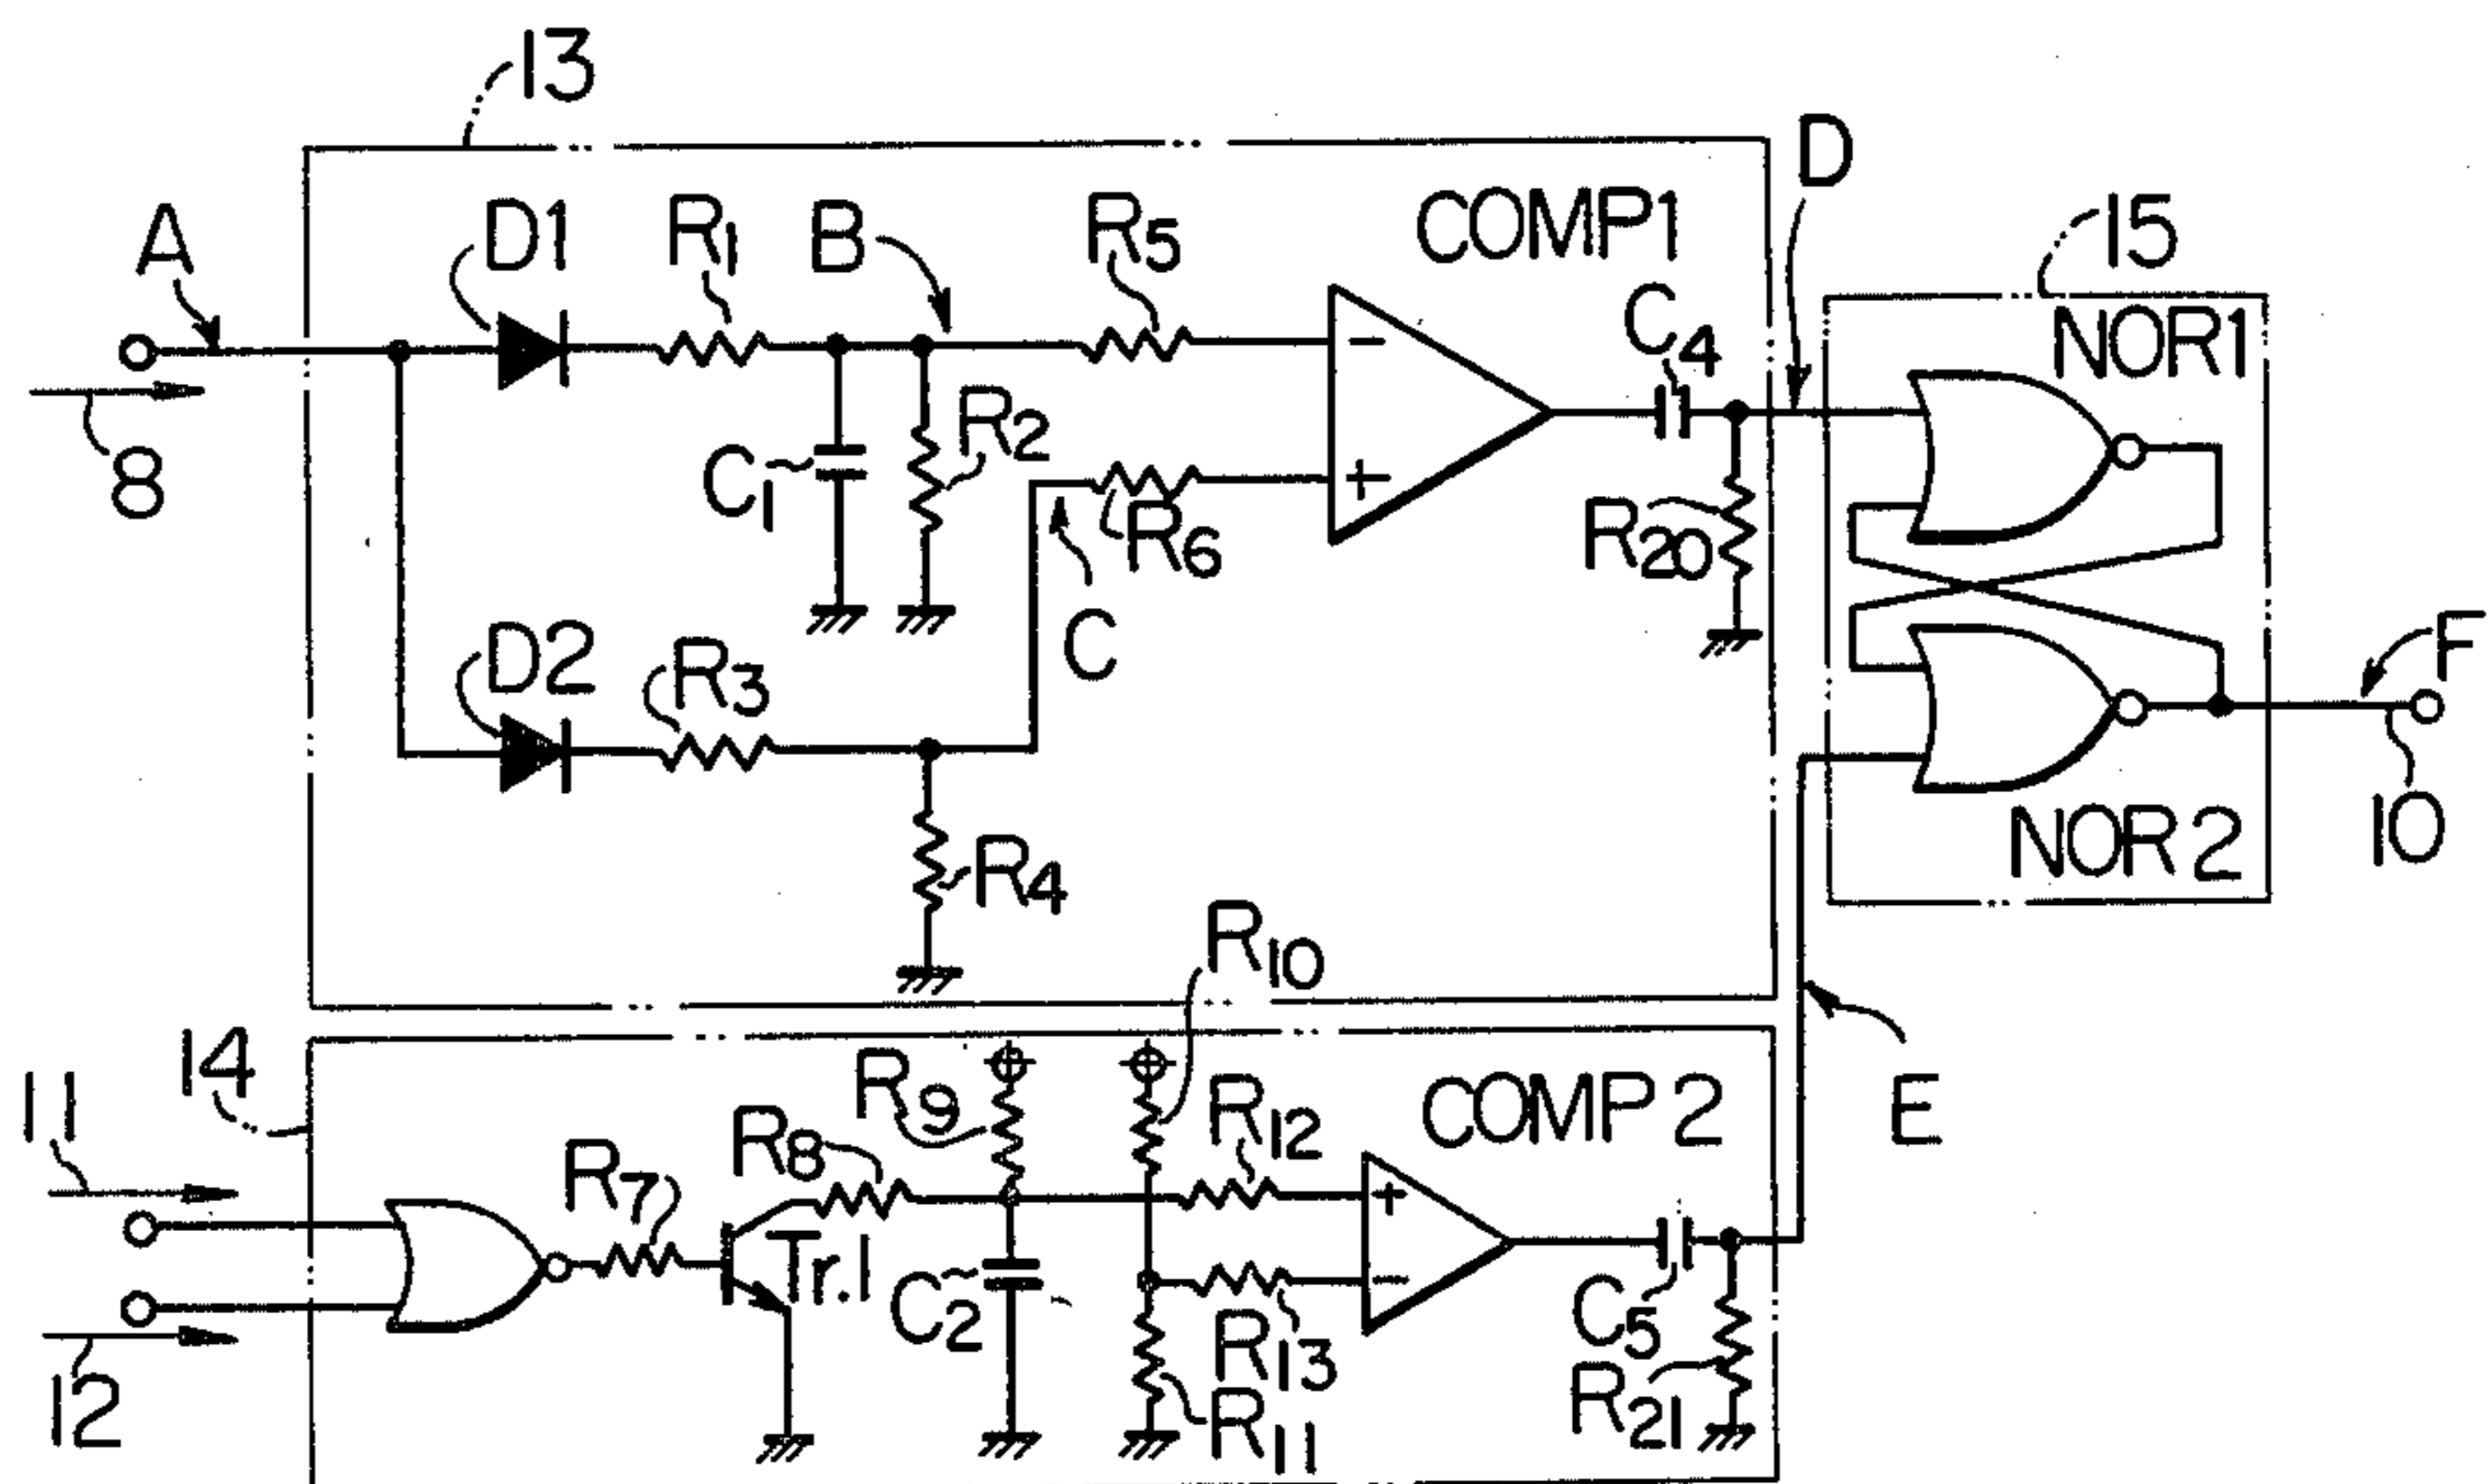 13
A
D1
R1
B
R5
COMP1
D
15
C4
NOR1
8
C1
R2
−
+
R6
C
R20
D2
R3
F
R4
NOR2
10
R10
14
11
R9
R8
R7
R12
COMP2
E
Tr.1
C2
+
−
C5
R13
12
R11
R21